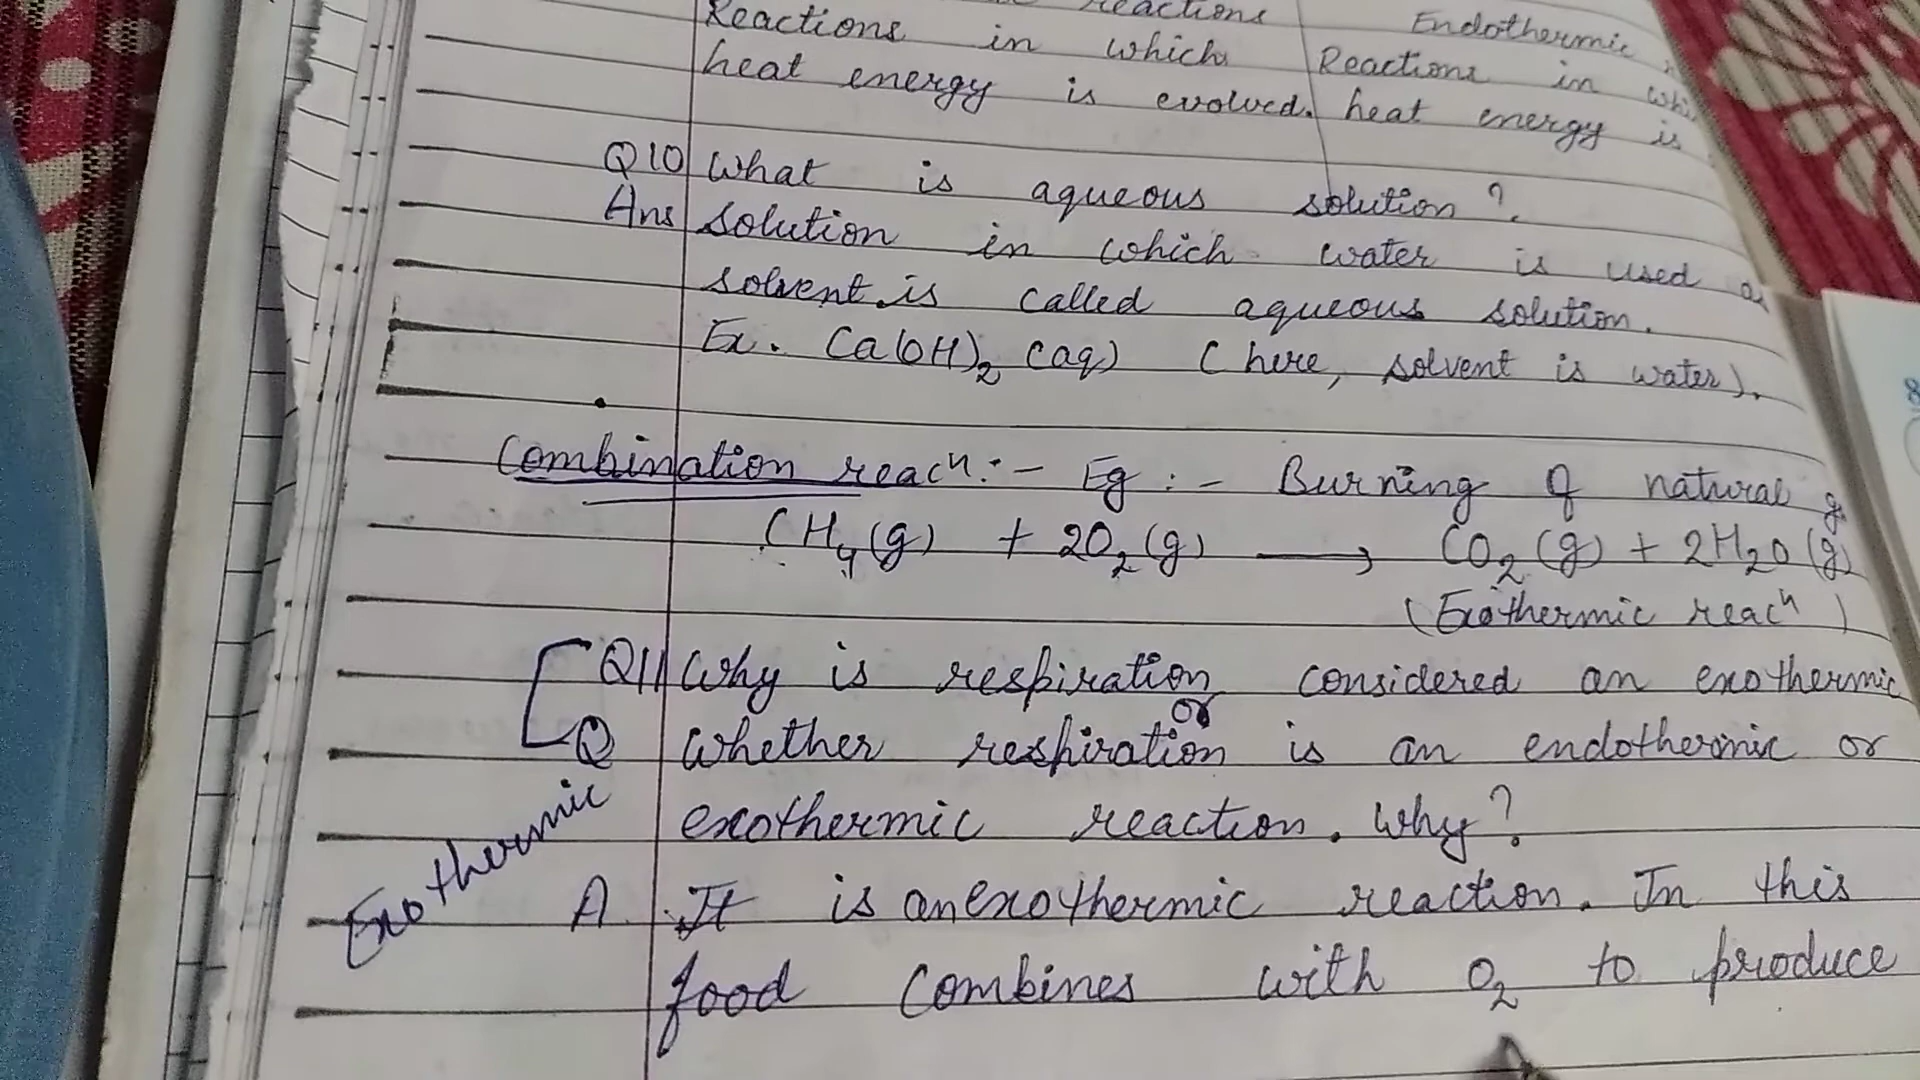 reactions Endothermic
Reactions in which Reactions in
heat energy is evolved. heat energy is
Q10 What is aqueous solution?
Ans solution in which water is used
solvent is called aqueous solution.
Ex. Ca(OH)2 (aq) (here, solvent is water).
Combination reacn:- Eg:- Burning of natural g
CH4(g) + 2O2(g) → CO2(g) + 2H2O(g)
(Exothermic reacn)
Q11 Why is respiration considered an exothermic
or
Q Whether respiration is an endothermic or
exothermic reaction. Why?
Exothermic
A. It is an exothermic reaction. In this
food combines with O2 to produce